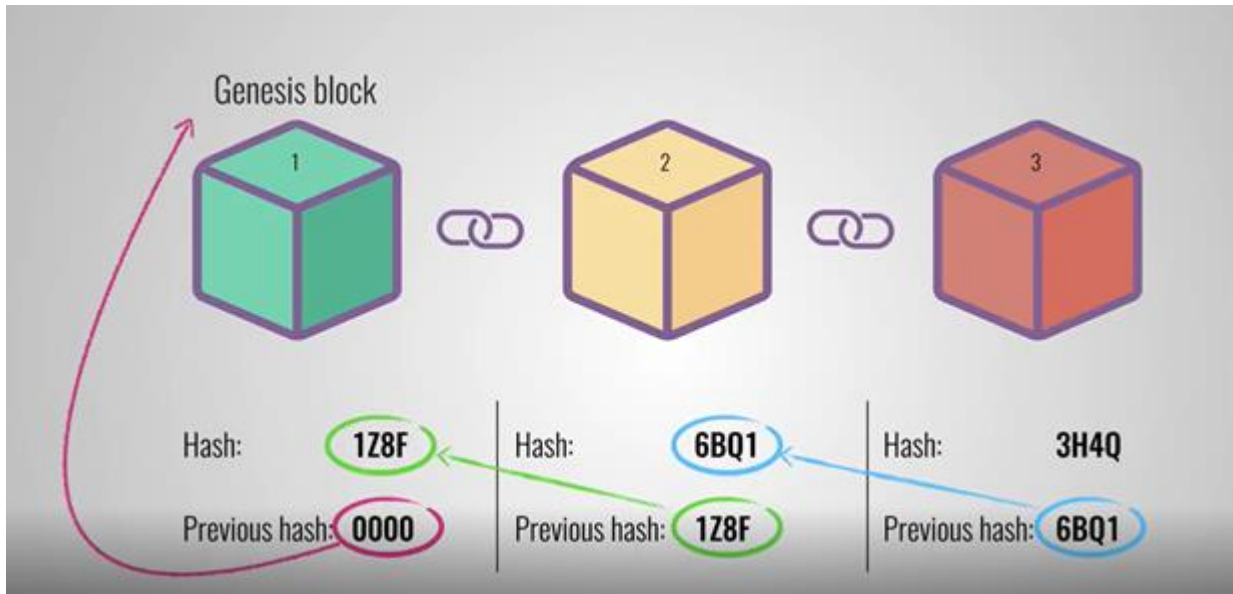 Genesis block
1
2
3
Hash: 1Z8F
Previous hash: 0000
Hash: 6BQ1
Previous hash: 1Z8F
Hash: 3H4Q
Previous hash: 6BQ1